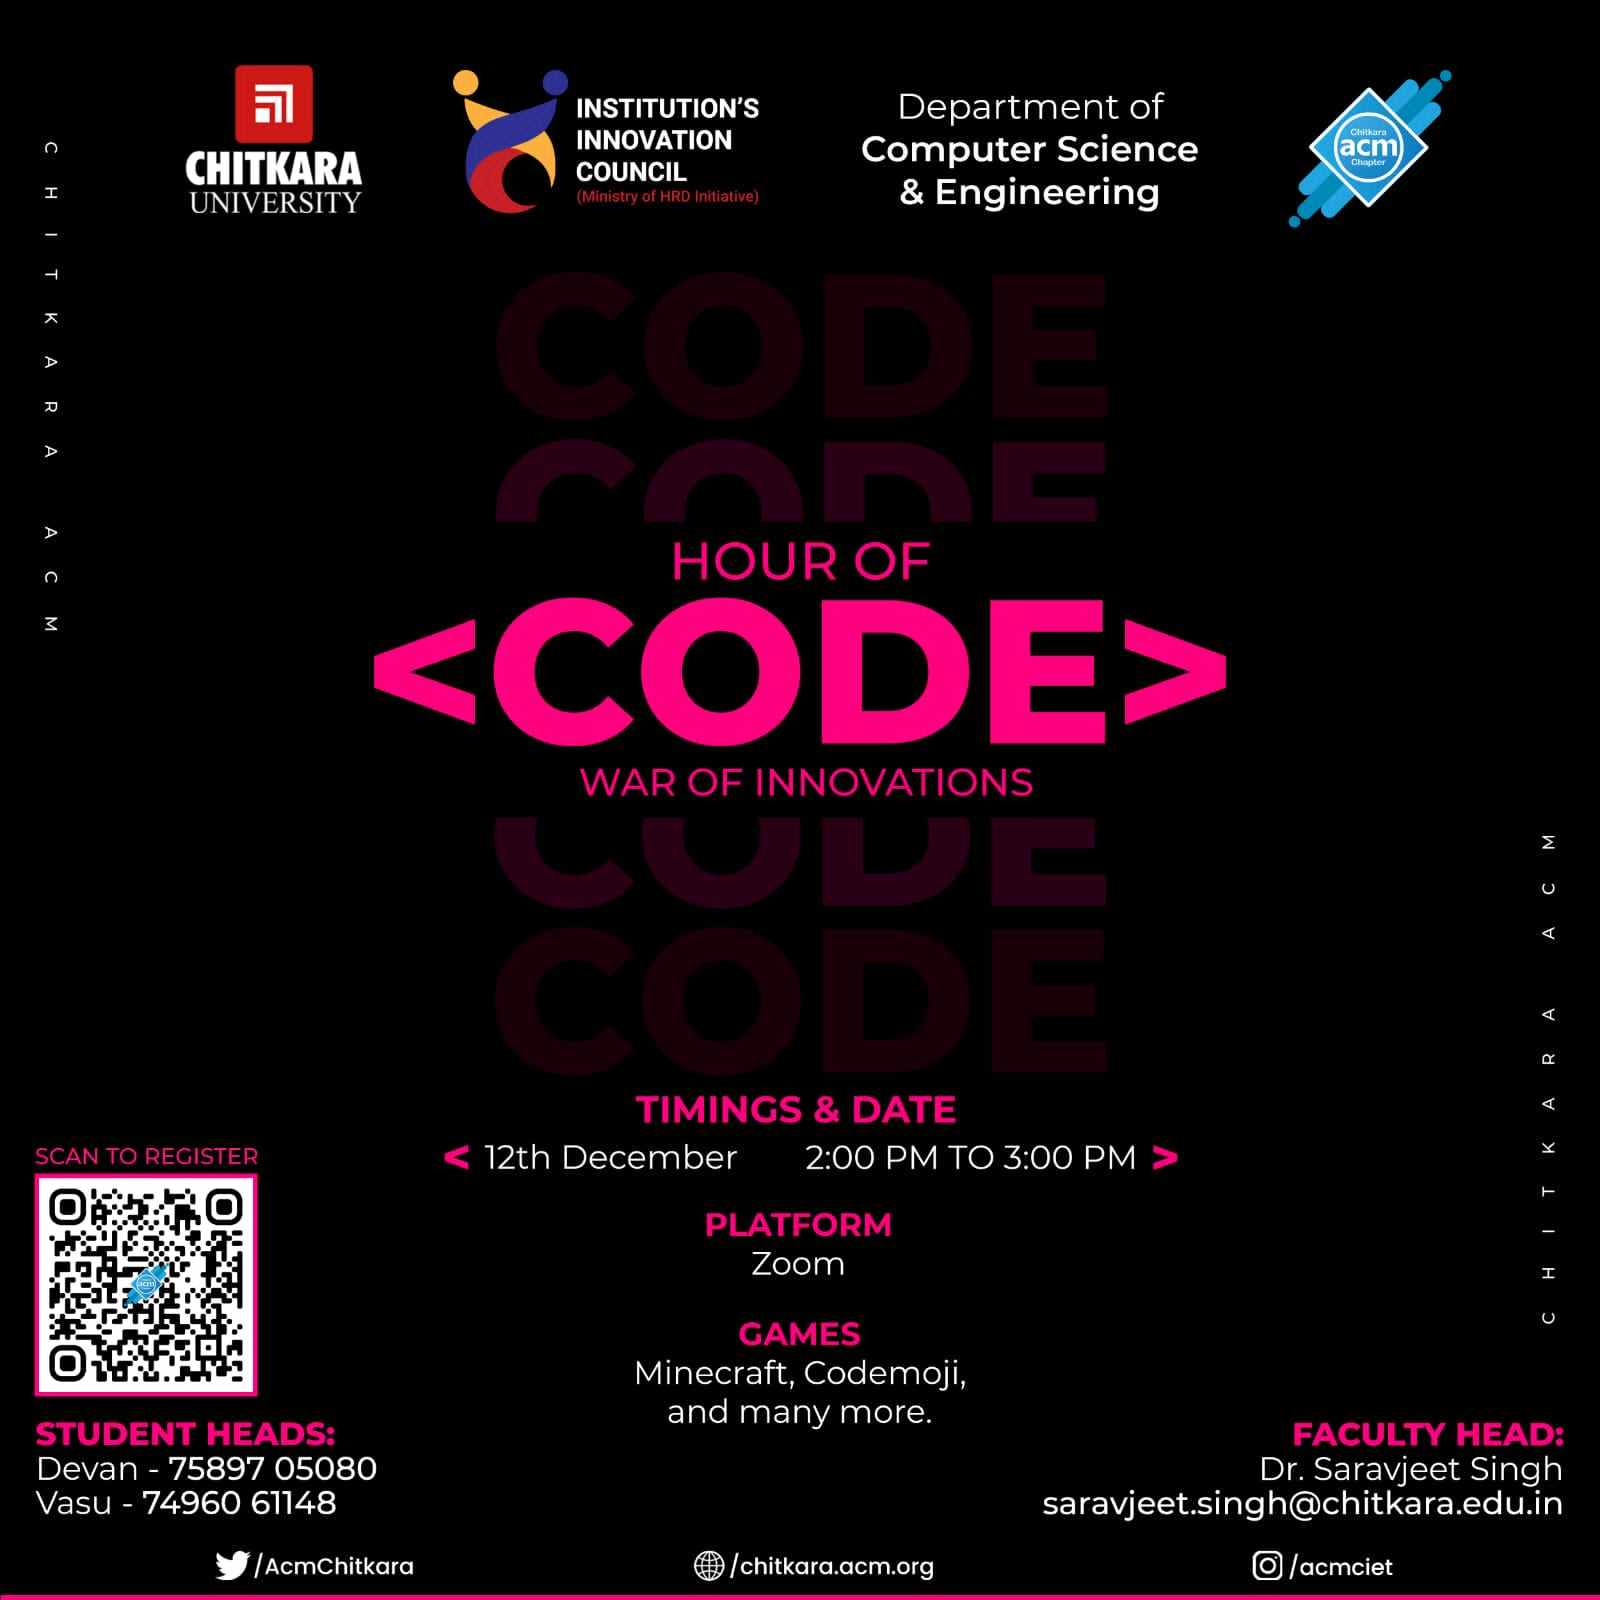 CHITKARA
UNIVERSITY
INSTITUTION'S
INNOVATION
COUNCIL
(Ministry of HRD Initiative)
Department of
Computer Science
& Engineering
Chitkara
acm
Chapter
CHITKARA ACM
CODE
CODE
HOUR OF
<CODE>
WAR OF INNOVATIONS
CODE
CODE
CHITKARA ACM
TIMINGS & DATE
< 12th December 2:00 PM TO 3:00 PM >
PLATFORM
Zoom
GAMES
Minecraft, Codemoji,
and many more.
SCAN TO REGISTER
acm
STUDENT HEADS:
Devan - 75897 05080
Vasu - 74960 61148
FACULTY HEAD:
Dr. Saravjeet Singh
saravjeet.singh@chitkara.edu.in
/AcmChitkara
/chitkara.acm.org
/acmciet